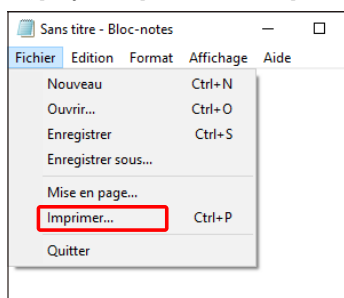 Sans titre - Bloc-notes
Fichier Edition Format Affichage Aide
Nouveau Ctrl+N
Ouvrir... Ctrl+O
Enregistrer Ctrl+S
Enregistrer sous...
Mise en page...
Imprimer... Ctrl+P
Quitter